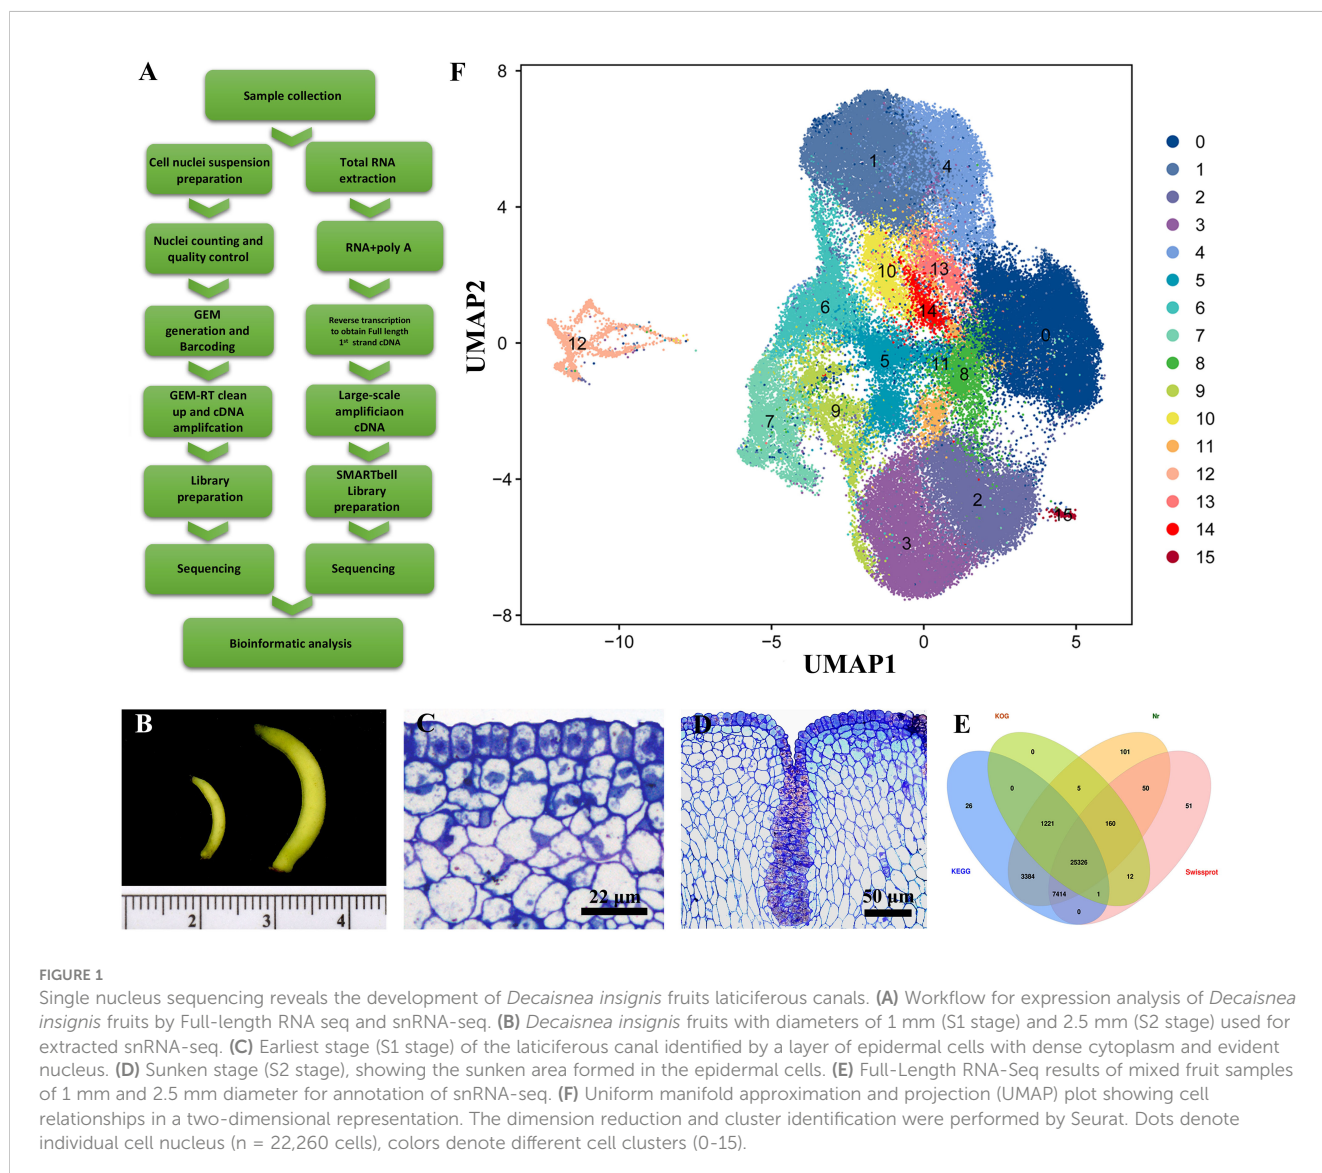 A
Sample collection
Cell nuclei suspension
preparation
Total RNA
extraction
Nuclei counting and
quality control
RNA+poly A
GEM
generation and
Barcoding
Reverse transcription
to obtain Full length
1st strand cDNA
GEM-RT clean
up and cDNA
amplifcation
Large-scale
amplificiaon
cDNA
Library
preparation
SMARTbell
Library
preparation
Sequencing
Sequencing
Bioinformatic analysis
F
8
4
0
−4
−8
UMAP2
−10
−5
0
5
UMAP1
1
4
10
13
6
14
0
12
5
11
8
7
9
2
3
15
0
1
2
3
4
5
6
7
8
9
10
11
12
13
14
15
B
2
3
4
C
22 µm
D
50 µm
E
KOG
Nr
KEGG
Swissprot
0
101
26
0
5
50
51
1221
160
25326
3384
12
7414
1
0
FIGURE 1
Single nucleus sequencing reveals the development of Decaisnea insignis fruits laticiferous canals. (A) Workflow for expression analysis of Decaisnea
insignis fruits by Full-length RNA seq and snRNA-seq. (B) Decaisnea insignis fruits with diameters of 1 mm (S1 stage) and 2.5 mm (S2 stage) used for
extracted snRNA-seq. (C) Earliest stage (S1 stage) of the laticiferous canal identified by a layer of epidermal cells with dense cytoplasm and evident
nucleus. (D) Sunken stage (S2 stage), showing the sunken area formed in the epidermal cells. (E) Full-Length RNA-Seq results of mixed fruit samples
of 1 mm and 2.5 mm diameter for annotation of snRNA-seq. (F) Uniform manifold approximation and projection (UMAP) plot showing cell
relationships in a two-dimensional representation. The dimension reduction and cluster identification were performed by Seurat. Dots denote
individual cell nucleus (n = 22,260 cells), colors denote different cell clusters (0-15).